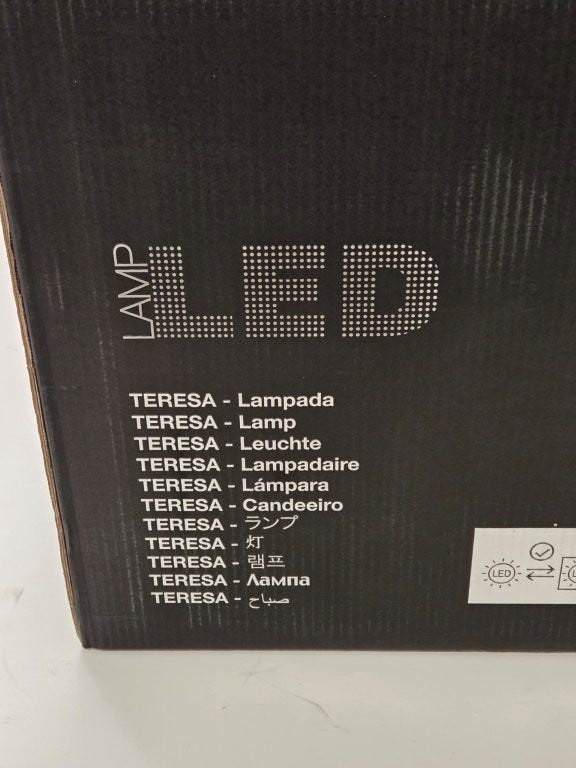 LAMP LED
TERESA - Lampada
TERESA - Lamp
TERESA - Leuchte
TERESA - Lampadaire
TERESA - Lámpara
TERESA - Candeeiro
TERESA - ランプ
TERESA - 灯
TERESA - 램프
TERESA - Лампа
TERESA - صباح
LED